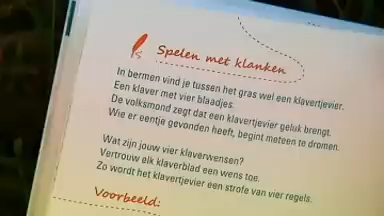 Spelen met klanken
In bermen vind je tussen het gras wel een klavertjevier.
Een klaver met vier blaadjes.
De volksmond zegt dat een klavertjevier geluk brengt.
Wie er eentje gevonden heeft, begint meteen te dromen.
Wat zijn jouw vier klaverwensen?
Vertrouw elk klaverblad een wens toe.
Zo wordt het klavertjevier een strofe van vier regels.
Voorbeeld: